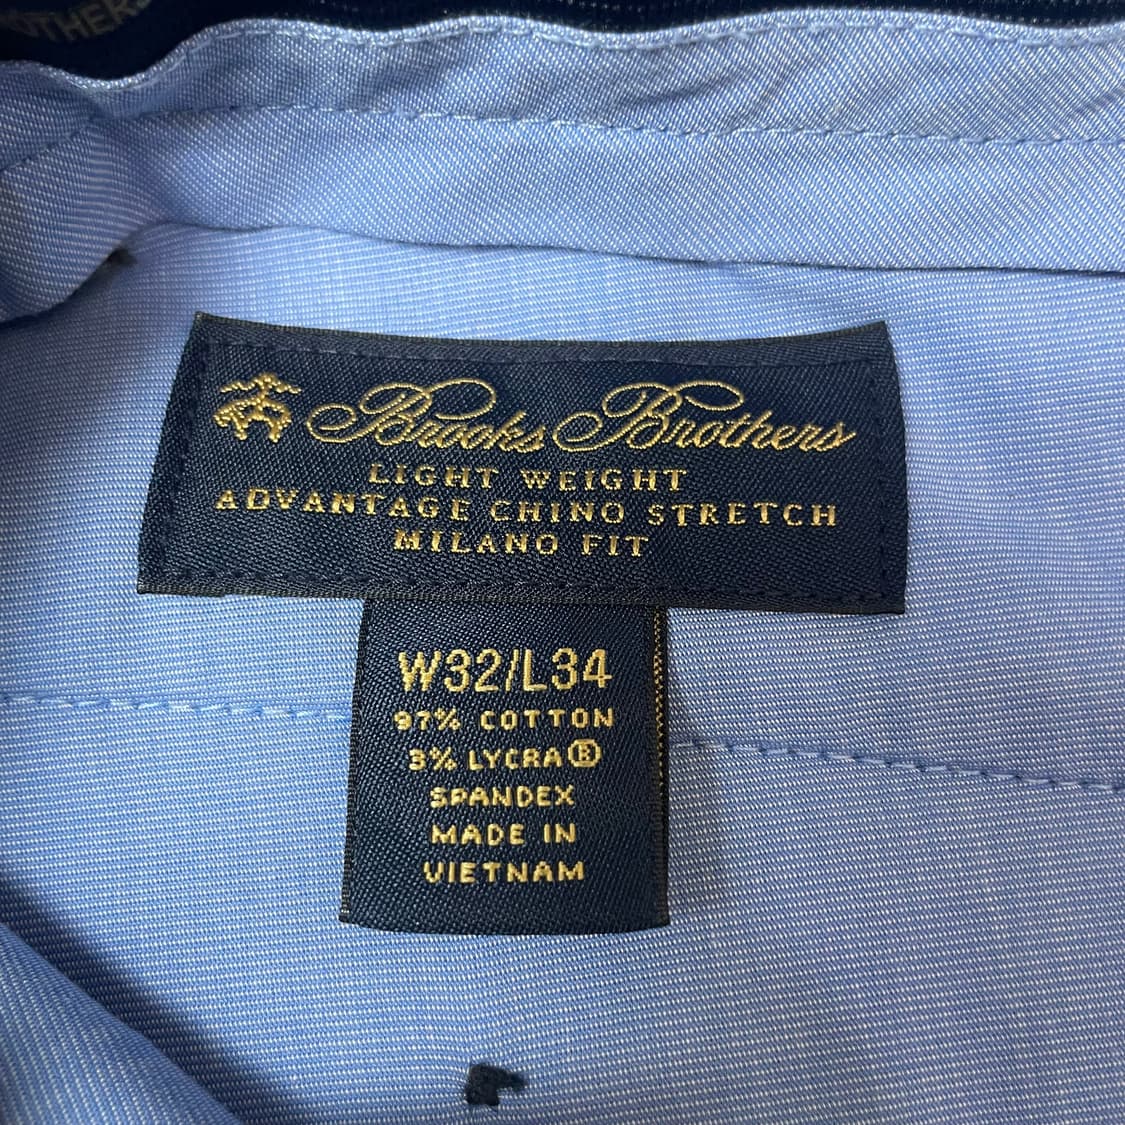 OTHERS
Brooks Brothers
LIGHT WEIGHT
ADVANTAGE CHINO STRETCH
MILANO FIT
W32/L34
97% COTTON
3% LYCRA®
SPANDEX
MADE IN
VIETNAM